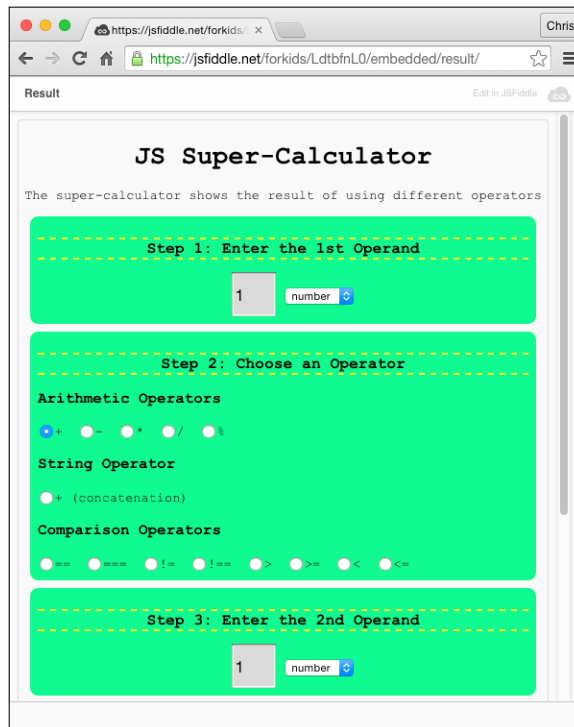 https://jsfiddle.net/forkids/
Chris
https://jsfiddle.net/forkids/LdtbfnL0/embedded/result/
Result
Edit in JSFiddle
JS Super-Calculator
The super-calculator shows the result of using different operators
Step 1: Enter the 1st Operand
1 number
Step 2: Choose an Operator
Arithmetic Operators
+ - * / %
String Operator
+ (concatenation)
Comparison Operators
== === != !== > >= < <=
Step 3: Enter the 2nd Operand
1 number